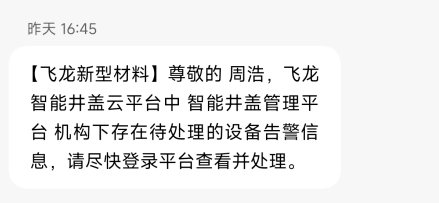 昨天 16:45
【飞龙新型材料】尊敬的 周浩，飞龙
智能井盖云平台中 智能井盖管理平
台 机构下存在待处理的设备告警信
息，请尽快登录平台查看并处理。